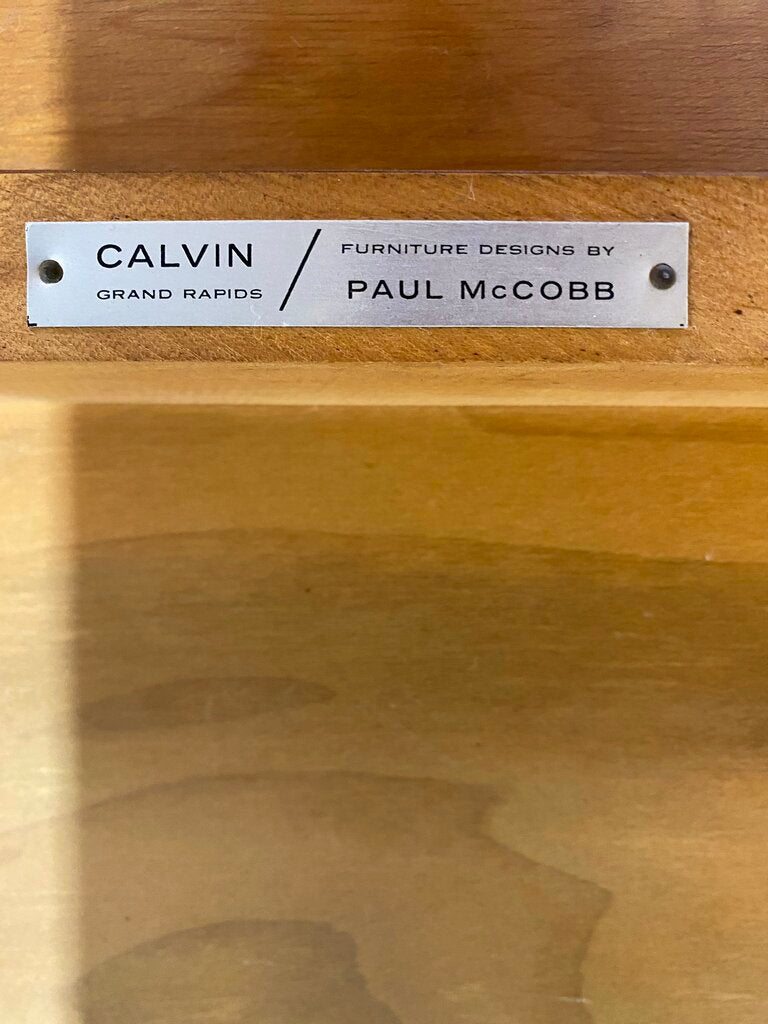 CALVIN
GRAND RAPIDS
/
FURNITURE DESIGNS BY
PAUL McCOBB